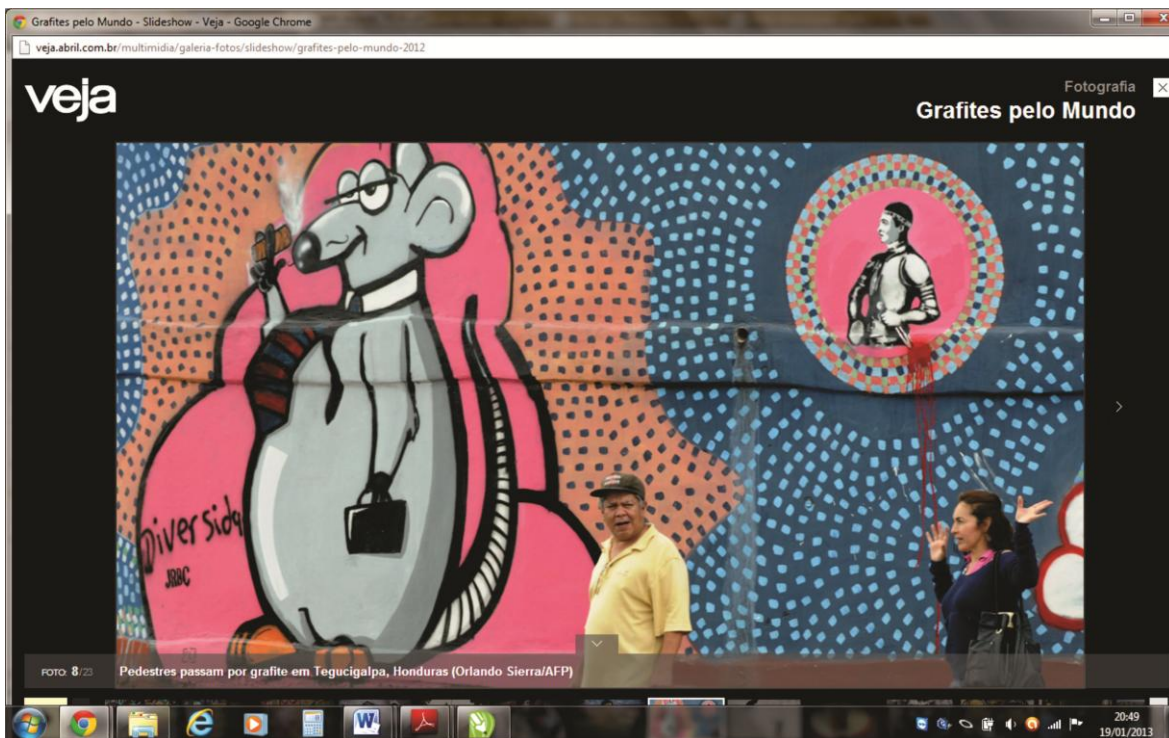 Grafites pelo Mundo - Slideshow - Veja - Google Chrome
veja.abril.com.br/multimidia/galeria-fotos/slideshow/grafites-pelo-mundo-2012
veja
Fotografia
Grafites pelo Mundo
Diversida
FOTO: 8/23
Pedestres passam por grafite em Tegucigalpa, Honduras (Orlando Sierra/AFP)
20:49
19/01/2013